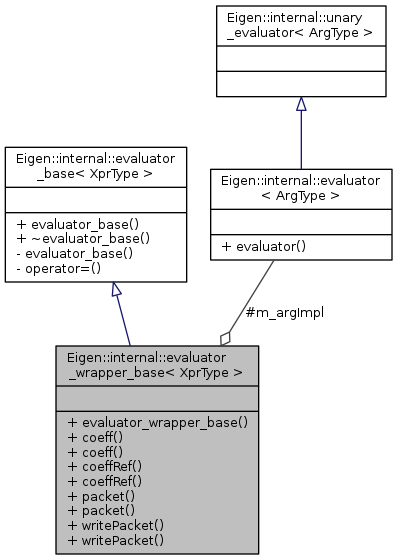 Eigen::internal::unary
_evaluator< ArgType >
Eigen::internal::evaluator
_base< XprType >
+ evaluator_base()
+ ~evaluator_base()
- evaluator_base()
- operator=()
Eigen::internal::evaluator
< ArgType >
+ evaluator()
#m_argImpl
Eigen::internal::evaluator
_wrapper_base< XprType >
+ evaluator_wrapper_base()
+ coeff()
+ coeff()
+ coeffRef()
+ coeffRef()
+ packet()
+ packet()
+ writePacket()
+ writePacket()